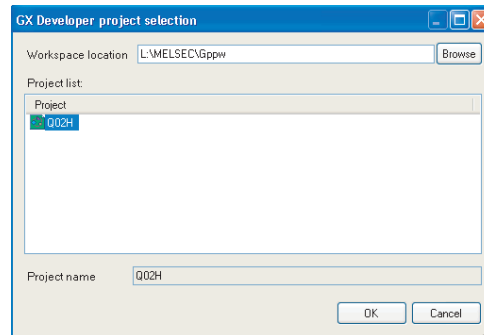 GX Developer project selection
Workspace location L:\MELSEC\Gppw Browse
Project list:
Project
Q02H
Project name Q02H
OK Cancel